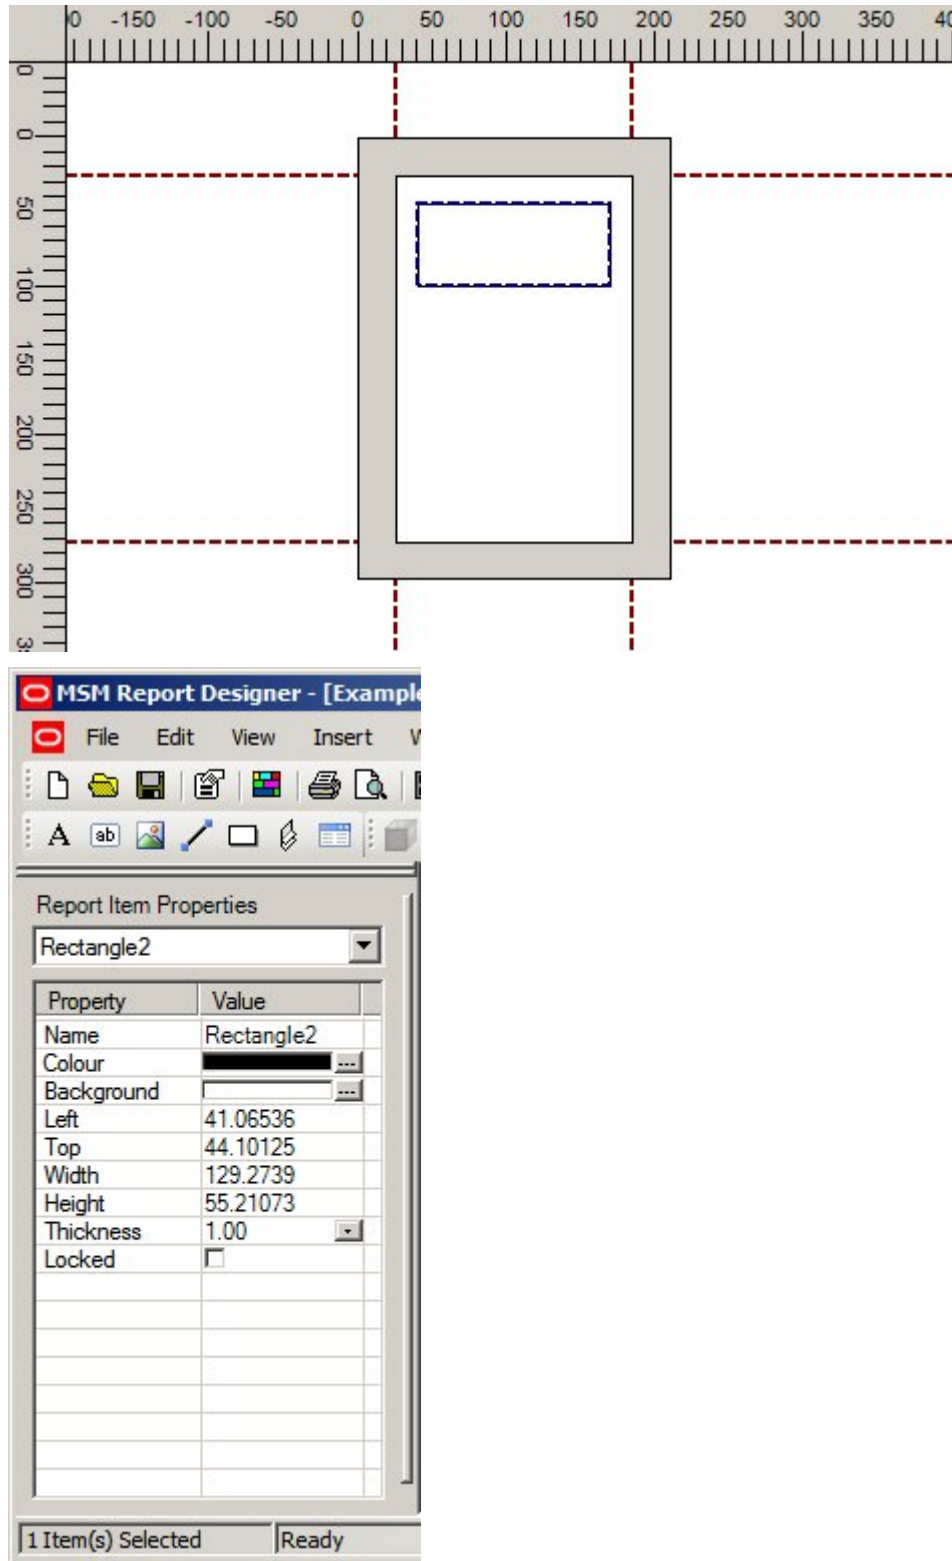 0 -150 -100 -50 0 50 100 150 200 250 300 350 40
0
0
50
100
150
200
250
300
MSM Report Designer - [Example
File Edit View Insert
A ab
Report Item Properties
Rectangle2
Property Value
Name Rectangle2
Colour ...
Background ...
Left 41.06536
Top 44.10125
Width 129.2739
Height 55.21073
Thickness 1.00
Locked
1 Item(s) Selected Ready